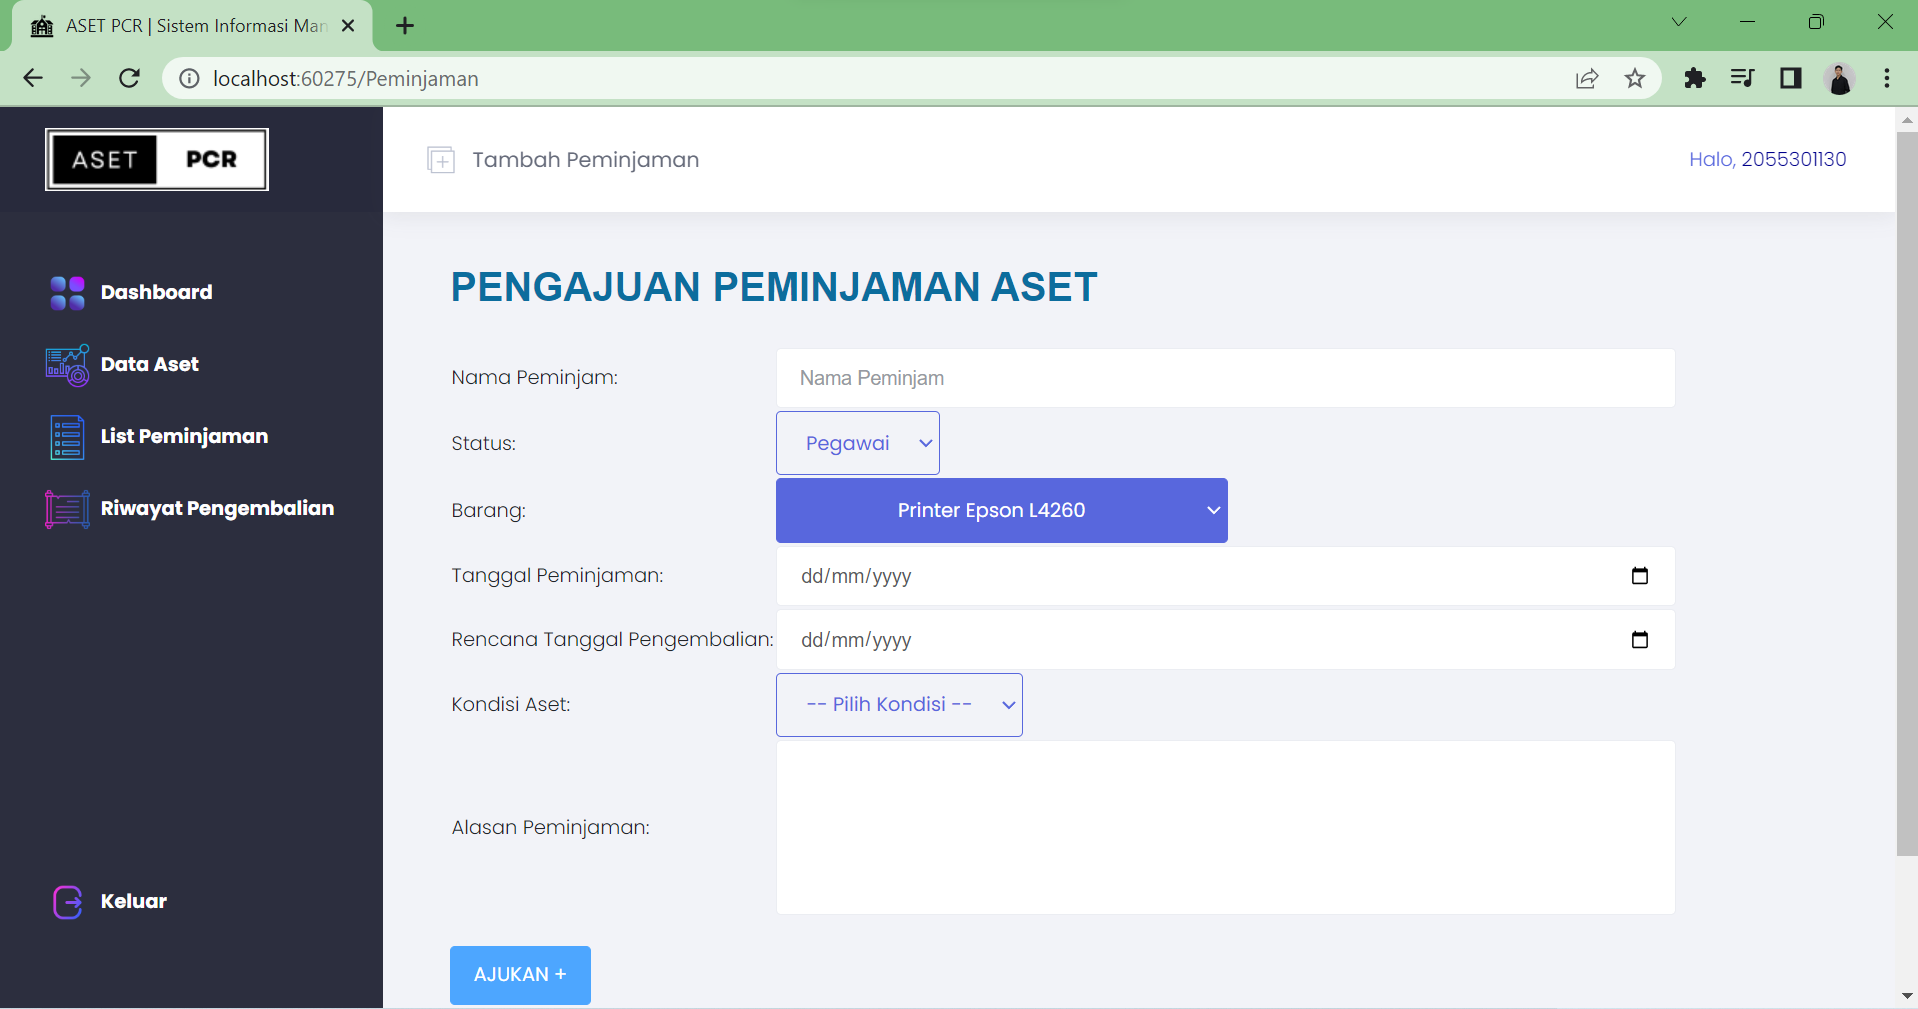 ASET PCR | Sistem Informasi Man
localhost:60275/Peminjaman
ASET PCR
Tambah Peminjaman
Halo, 2055301130
Dashboard
Data Aset
List Peminjaman
Riwayat Pengembalian
Keluar
PENGAJUAN PEMINJAMAN ASET
Nama Peminjam: Nama Peminjam
Status: Pegawai
Barang: Printer Epson L4260
Tanggal Peminjaman: dd/mm/yyyy
Rencana Tanggal Pengembalian: dd/mm/yyyy
Kondisi Aset: -- Pilih Kondisi --
Alasan Peminjaman:
AJUKAN +